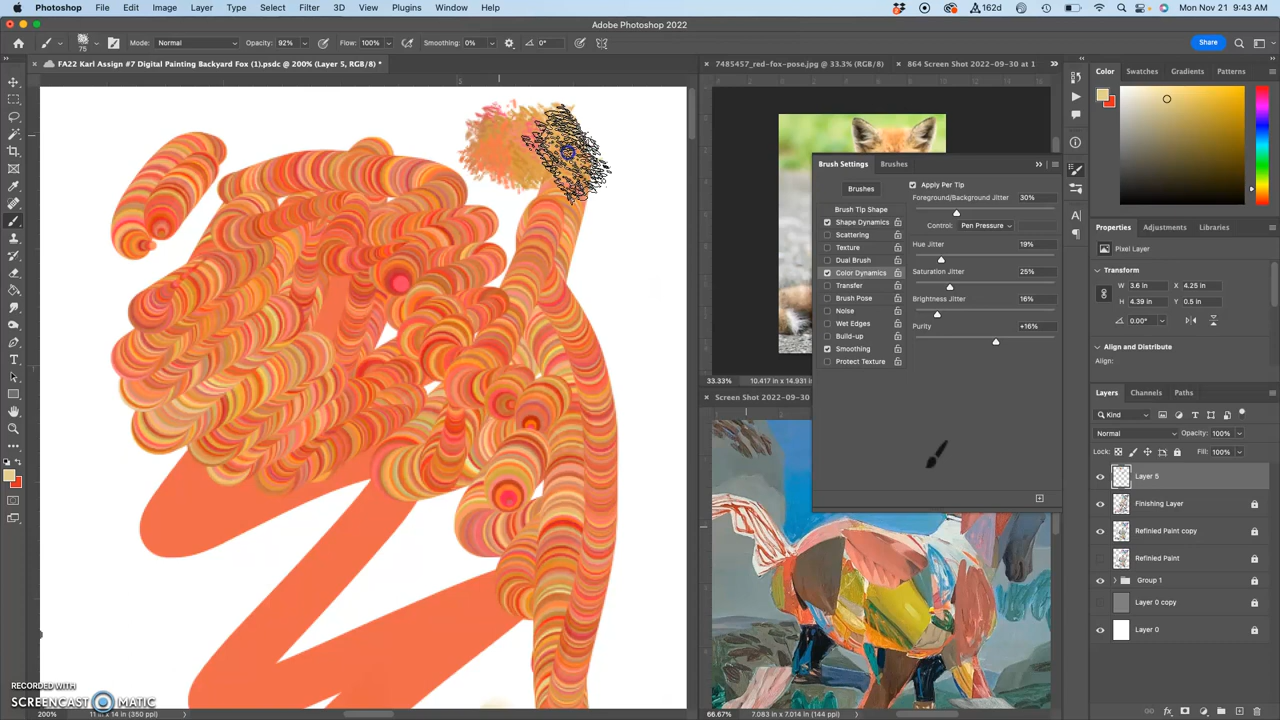 Photoshop File Edit Image Layer Type Select Filter 3D View Plugins Window Help 162d Mon Nov 21 9:43 AM
Adobe Photoshop 2022
75 Mode: Normal Opacity: 92% Flow: 100% Smoothing: 0% 0° Share
FA22 Karl Assign #7 Digital Painting Backyard Fox (1).psdc @ 200% (Layer 5, RGB/8) *
7485457_red-fox-pose.jpg @ 33.3% (RGB/8)
864 Screen Shot 2022-09-30 at 1
Color Swatches Gradients Patterns
Brush Settings Brushes
Brushes
Apply Per Tip
Foreground/Background Jitter 30%
Brush Tip Shape
Shape Dynamics
Control: Pen Pressure
Scattering
Texture
Hue Jitter 19%
Dual Brush
Color Dynamics
Saturation Jitter 25%
Transfer
Brush Pose
Brightness Jitter 16%
Noise
Wet Edges
Purity +16%
Build-up
Smoothing
Protect Texture
Properties Adjustments Libraries
Pixel Layer
Transform
W 3.6 in X 4.25 in
H 4.39 in Y 0.5 in
0.00°
Align and Distribute
Align:
33.33% 10.417 in x 14.931 in
Screen Shot 2022-09-30
Layers Channels Paths
Kind
Normal Opacity: 100%
Lock: Fill: 100%
Layer 5
Finishing Layer
Refinied Paint copy
Refinied Paint
Group 1
Layer 0 copy
Layer 0
RECORDED WITH
SCREENCAST MATIC
200% 11 in x 14 in (350 ppi)
66.67% 7.083 in x 7.014 in (144 ppi)